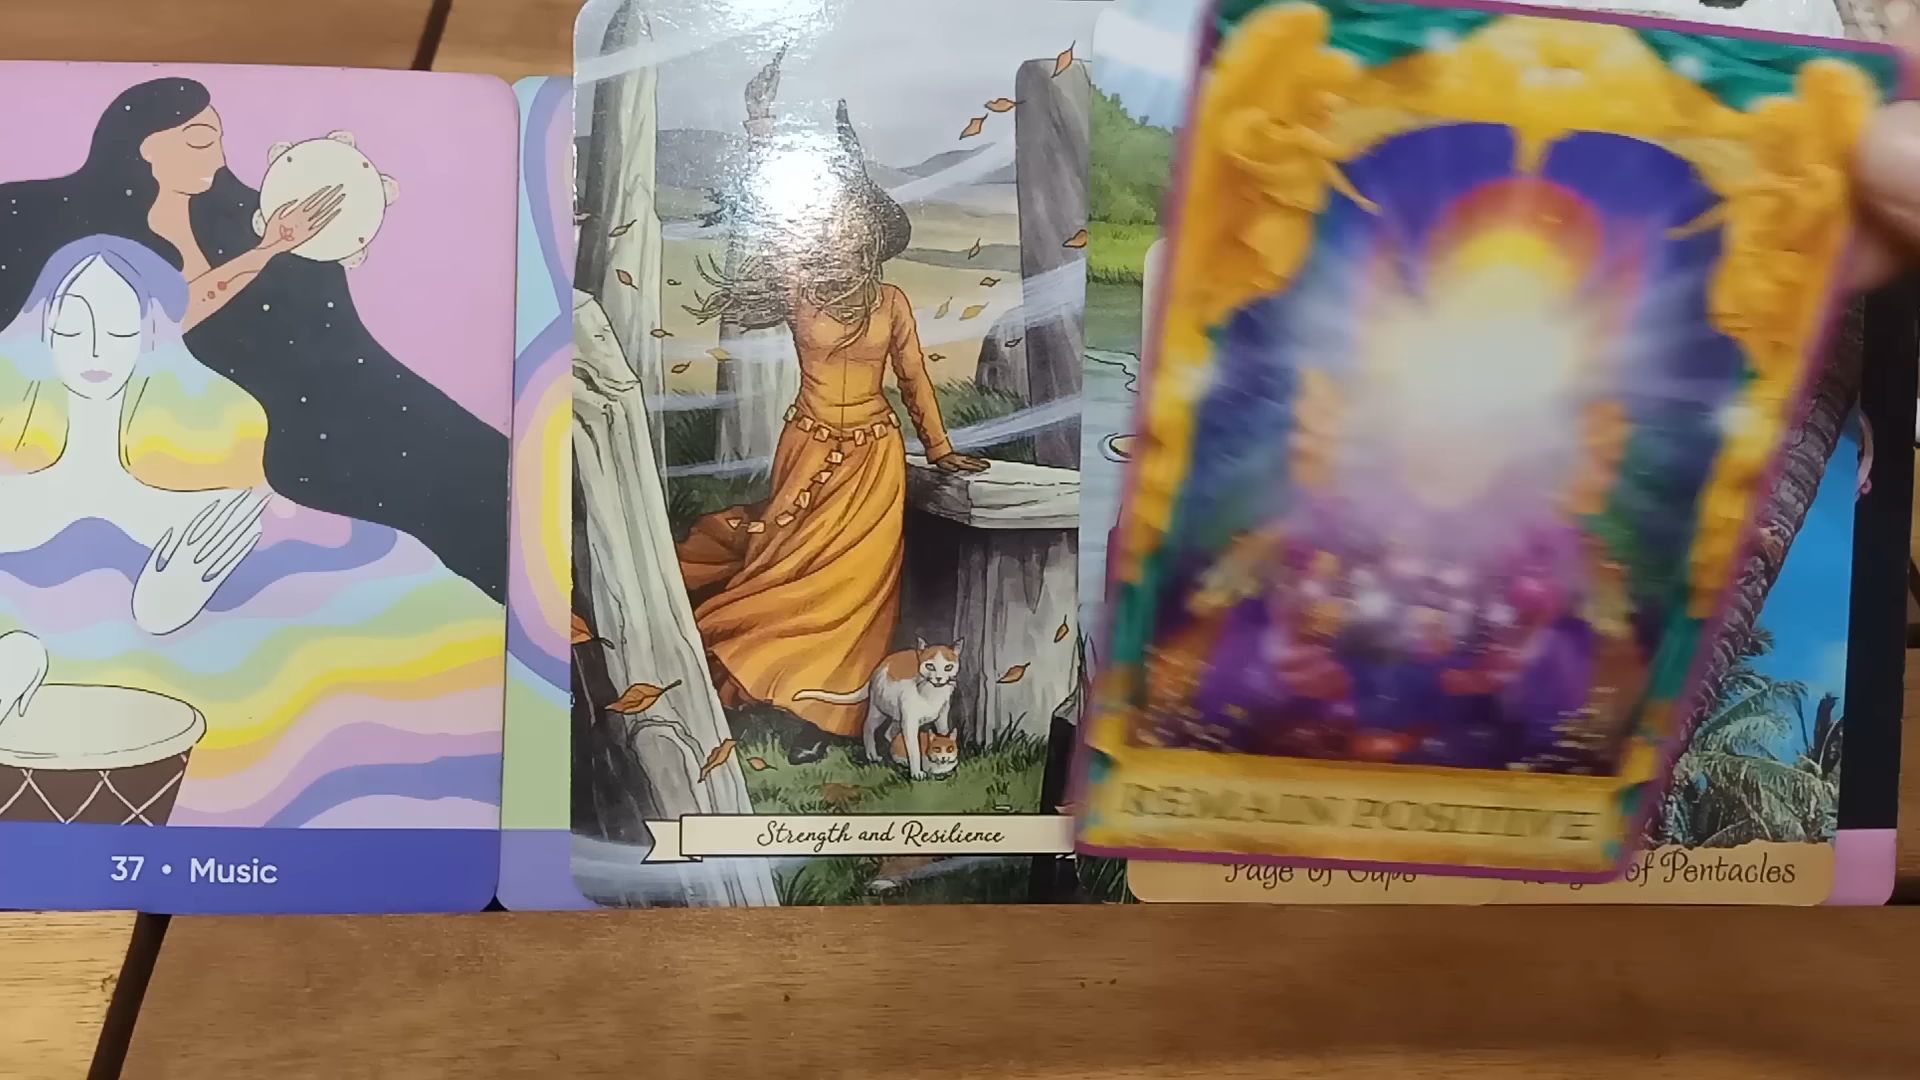 37 • Music
Strength and Resilience
REMAIN POSITIVE
Page of Cups
of Pentacles